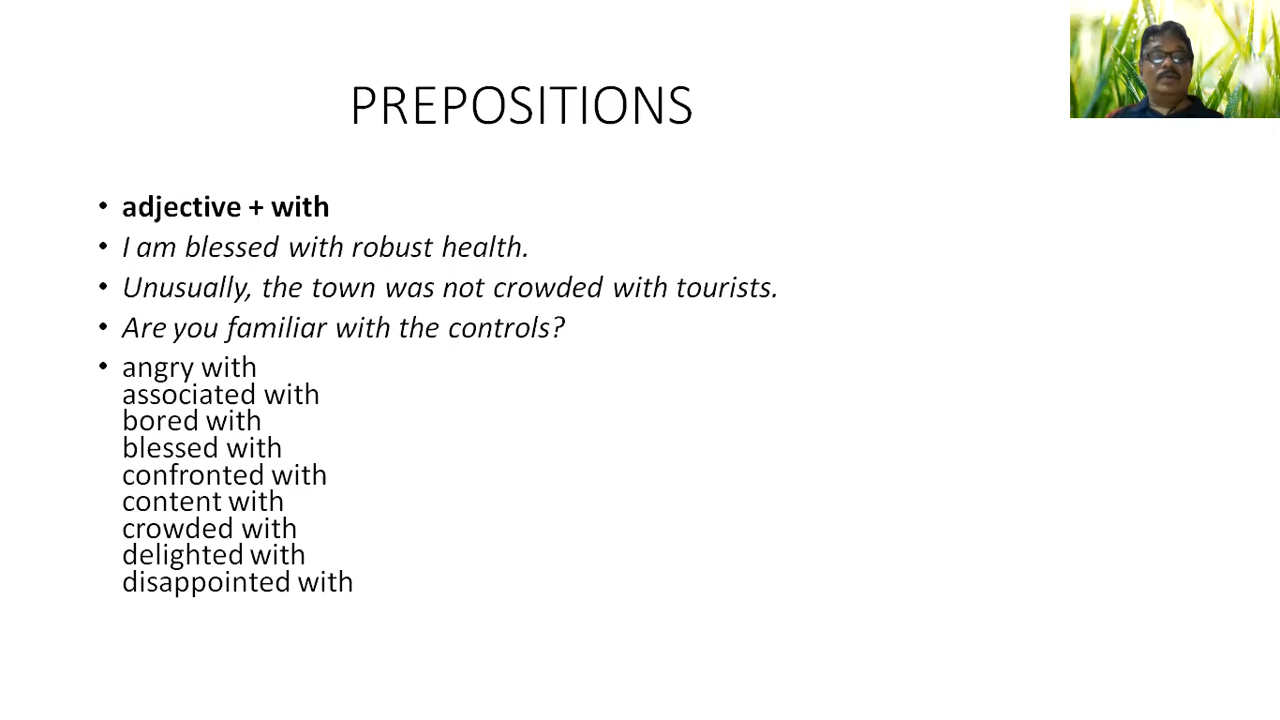 PREPOSITIONS
• adjective + with
• I am blessed with robust health.
• Unusually, the town was not crowded with tourists.
• Are you familiar with the controls?
• angry with
associated with
bored with
blessed with
confronted with
content with
crowded with
delighted with
disappointed with